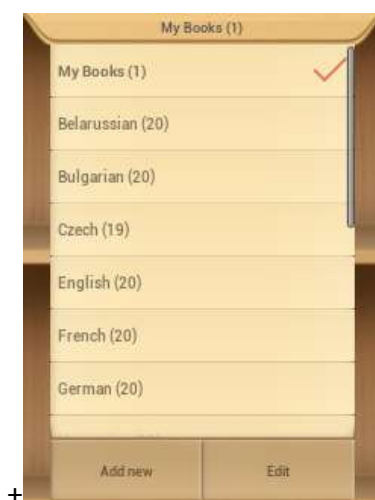 My Books (1)
My Books (1)
Belarussian (20)
Bulgarian (20)
Czech (19)
English (20)
French (20)
German (20)
Add new
Edit
+